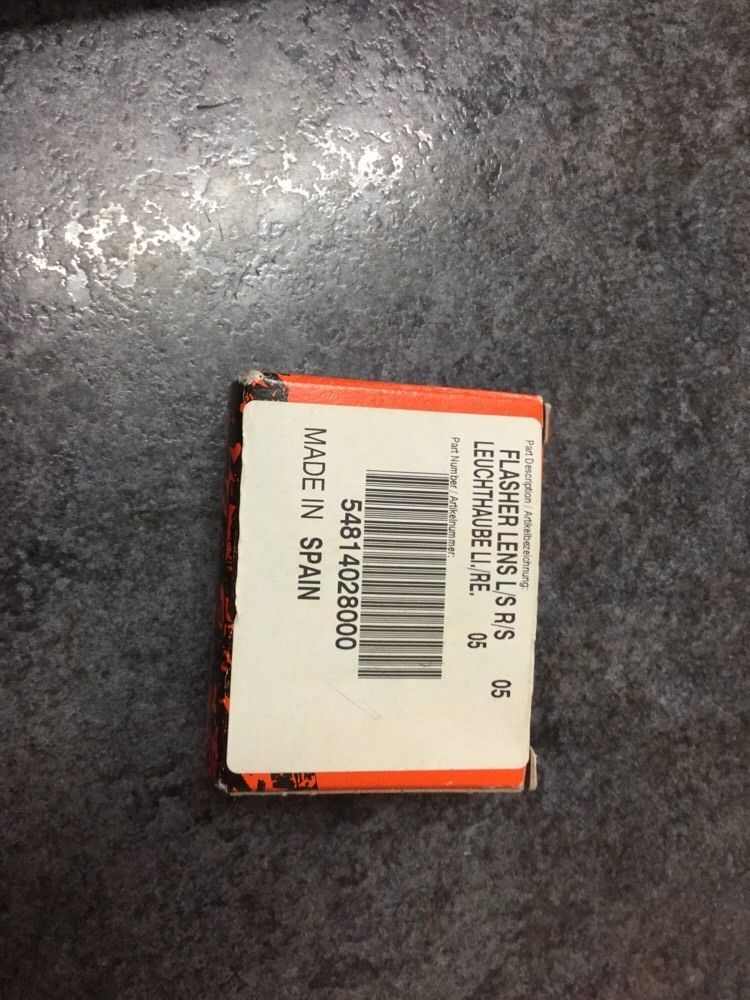 Part Description / Artikelbezeichnung:
FLASHER LENS L/S R/S 05
LEUCHTHAUBE LI./RE. 05
Part Number / Artikelnummer:
54814028000
MADE IN SPAIN